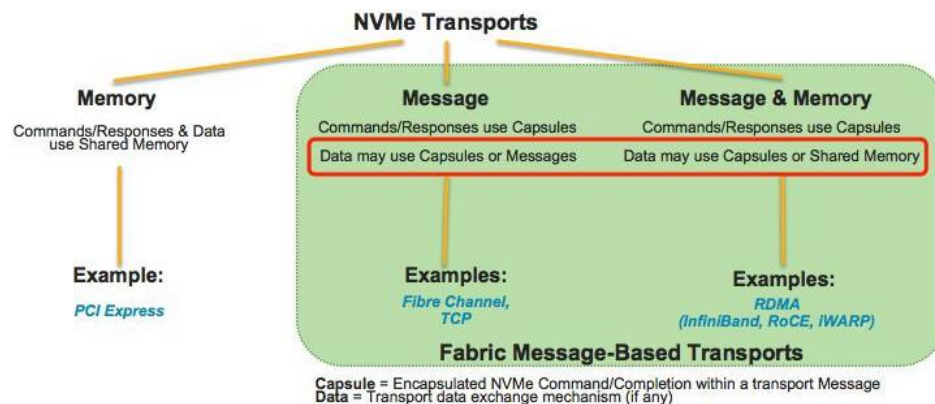 NVMe Transports
Memory
Commands/Responses & Data
use Shared Memory
Example:
PCI Express
Message
Commands/Responses use Capsules
Data may use Capsules or Messages
Examples:
Fibre Channel,
TCP
Message & Memory
Commands/Responses use Capsules
Data may use Capsules or Shared Memory
Examples:
RDMA
(InfiniBand, RoCE, iWARP)
Fabric Message-Based Transports
Capsule = Encapsulated NVMe Command/Completion within a transport Message
Data = Transport data exchange mechanism (if any)